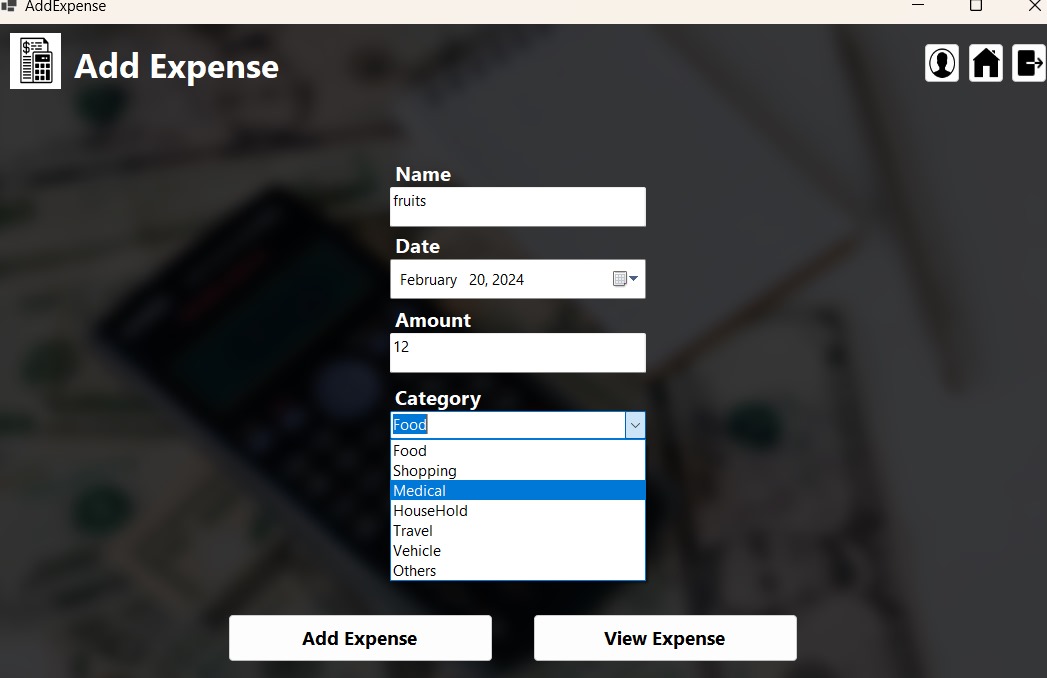 AddExpense
Add Expense
Name
fruits
Date
February 20, 2024
Amount
12
Category
Food
Food
Shopping
Medical
HouseHold
Travel
Vehicle
Others
Add Expense
View Expense